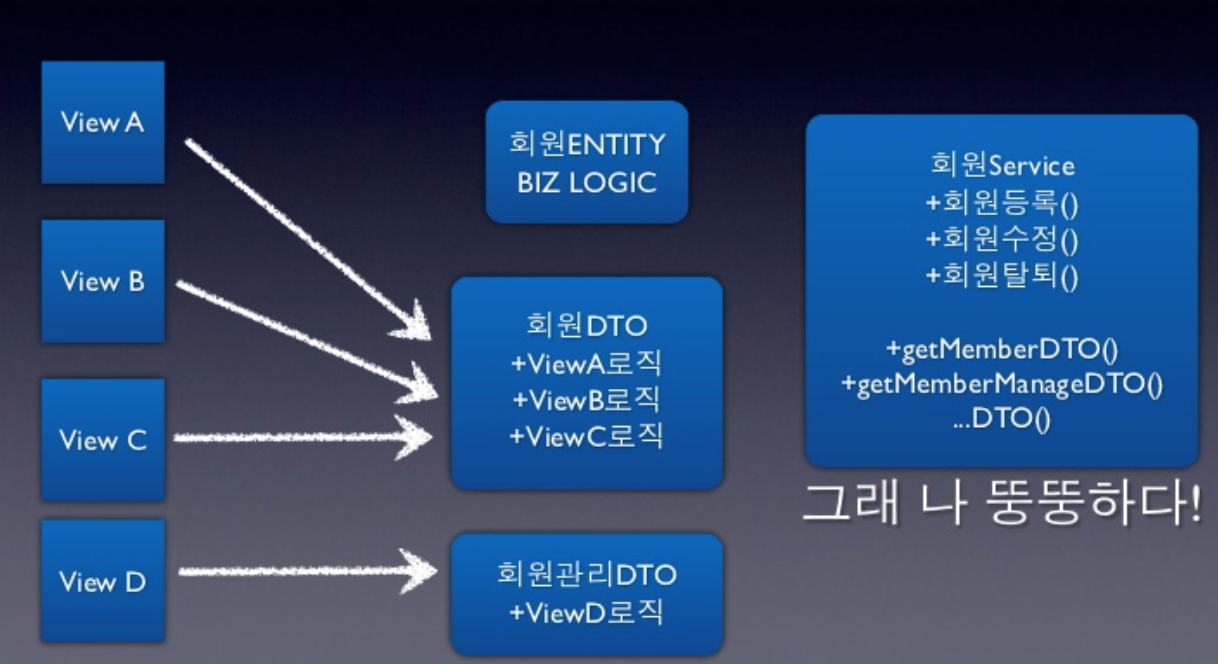 View A
View B
View C
View D
회원ENTITY
BIZ LOGIC
회원DTO
+ViewA로직
+ViewB로직
+ViewC로직
회원관리DTO
+ViewD로직
회원Service
+회원등록()
+회원수정()
+회원탈퇴()
+getMemberDTO()
+getMemberManageDTO()
...DTO()
그래 나 뚱뚱하다!